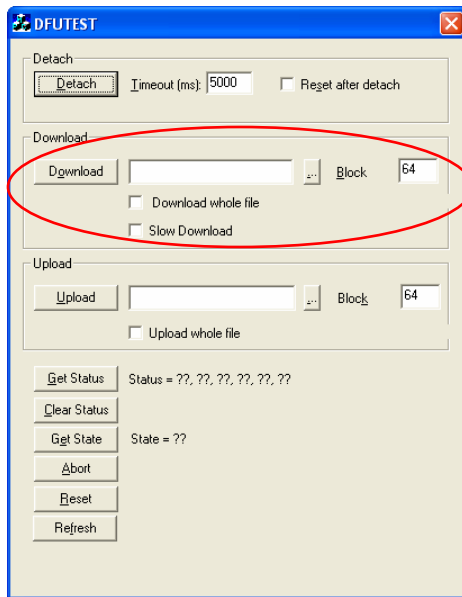 DFUTEST
Detach
Detach Timeout (ms): 5000 Reset after detach
Download
Download ... Block 64
Download whole file
Slow Download
Upload
Upload ... Block 64
Upload whole file
Get Status Status = ??, ??, ??, ??, ??, ??
Clear Status
Get State State = ??
Abort
Reset
Refresh